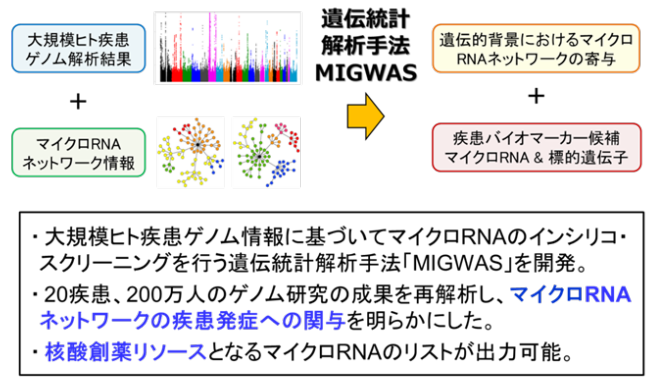 大規模ヒト疾患
ゲノム解析結果
+
マイクロRNA
ネットワーク情報
遺伝統計
解析手法
MIGWAS
遺伝的背景におけるマイクロ
RNAネットワークの寄与
+
疾患バイオマーカー候補
マイクロRNA & 標的遺伝子
・大規模ヒト疾患ゲノム情報に基づいてマイクロRNAのインシリコ・
スクリーニングを行う遺伝統計解析手法「MIGWAS」を開発。
・20疾患、200万人のゲノム研究の成果を再解析し、マイクロRNA
ネットワークの疾患発症への関与を明らかにした。
・核酸創薬リソースとなるマイクロRNAのリストが出力可能。